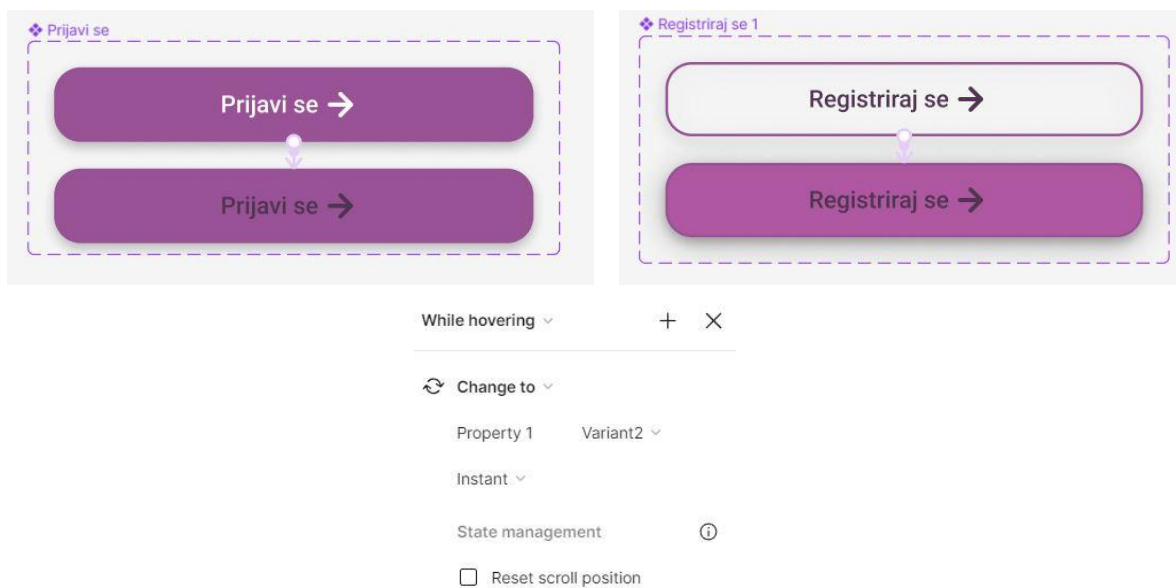 Prijavi se
Prijavi se →
Prijavi se →
Registriraj se 1
Registriraj se →
Registriraj se →
While hovering
Change to
Property 1 Variant2
Instant
State management
Reset scroll position